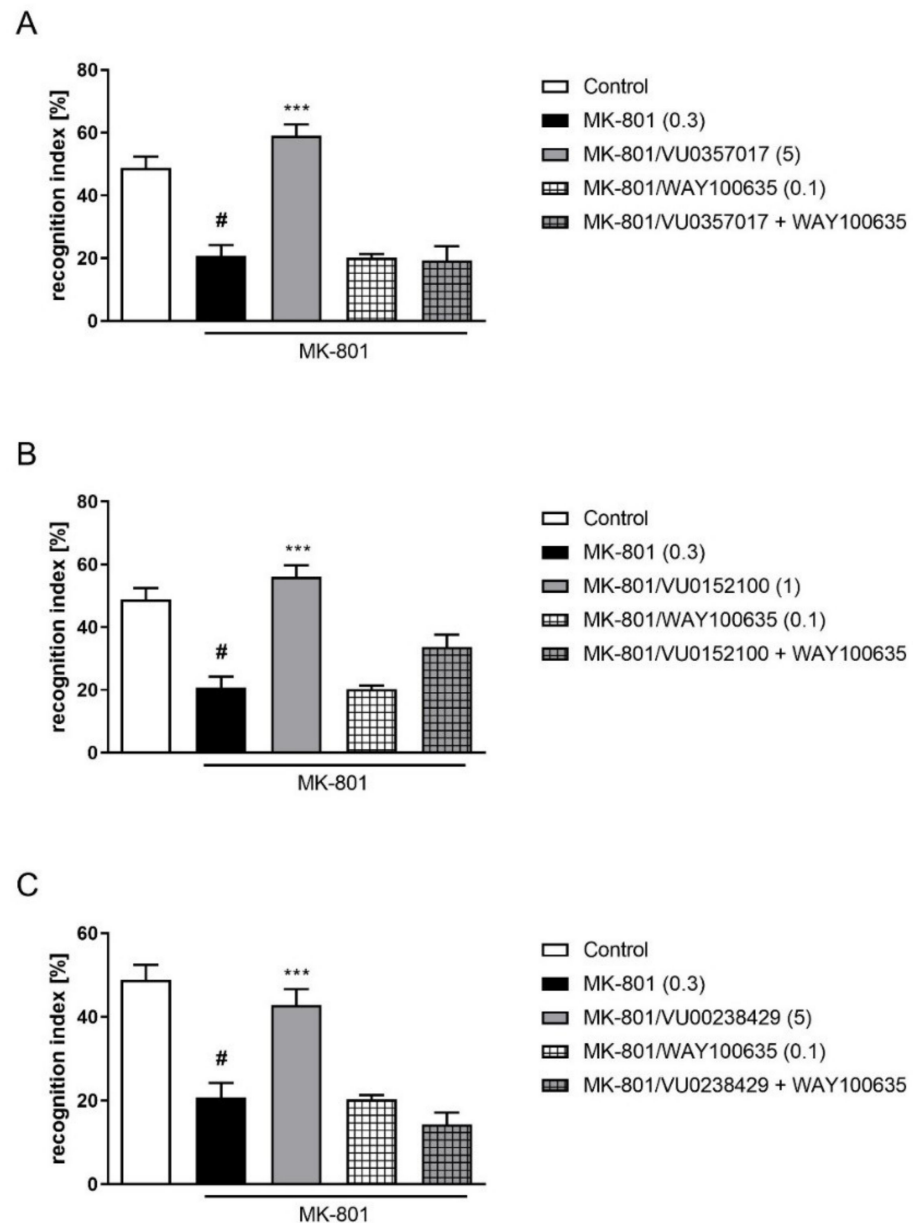 A
recognition index [%]
80
60
40
20
0
#
***
MK-801
Control
MK-801 (0.3)
MK-801/VU0357017 (5)
MK-801/WAY100635 (0.1)
MK-801/VU0357017 + WAY100635
B
recognition index [%]
80
60
40
20
0
#
***
MK-801
Control
MK-801 (0.3)
MK-801/VU0152100 (1)
MK-801/WAY100635 (0.1)
MK-801/VU0152100 + WAY100635
C
recognition index [%]
60
40
20
0
#
***
MK-801
Control
MK-801 (0.3)
MK-801/VU00238429 (5)
MK-801/WAY100635 (0.1)
MK-801/VU0238429 + WAY100635